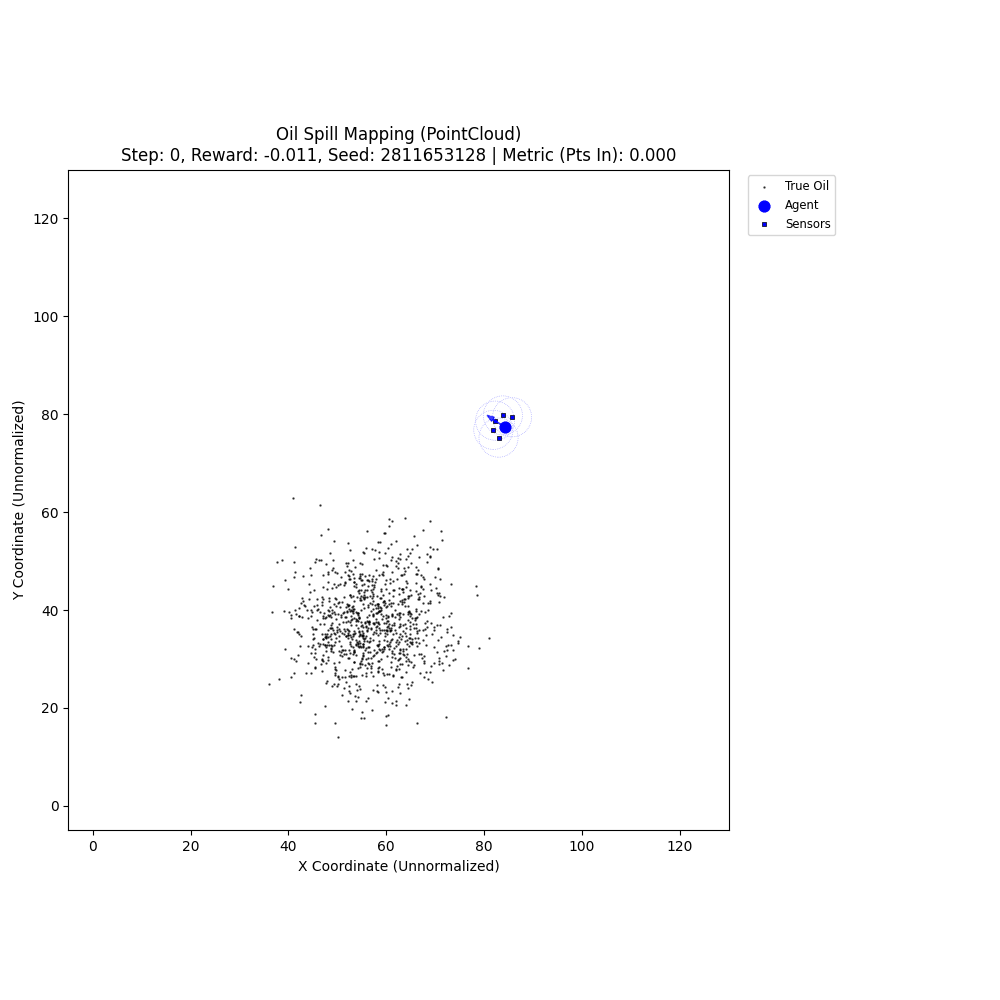 Oil Spill Mapping (PointCloud)
Step: 0, Reward: -0.011, Seed: 2811653128 | Metric (Pts In): 0.000
True Oil
Agent
Sensors
120
100
80
60
40
20
0
Y Coordinate (Unnormalized)
0 20 40 60 80 100 120
X Coordinate (Unnormalized)